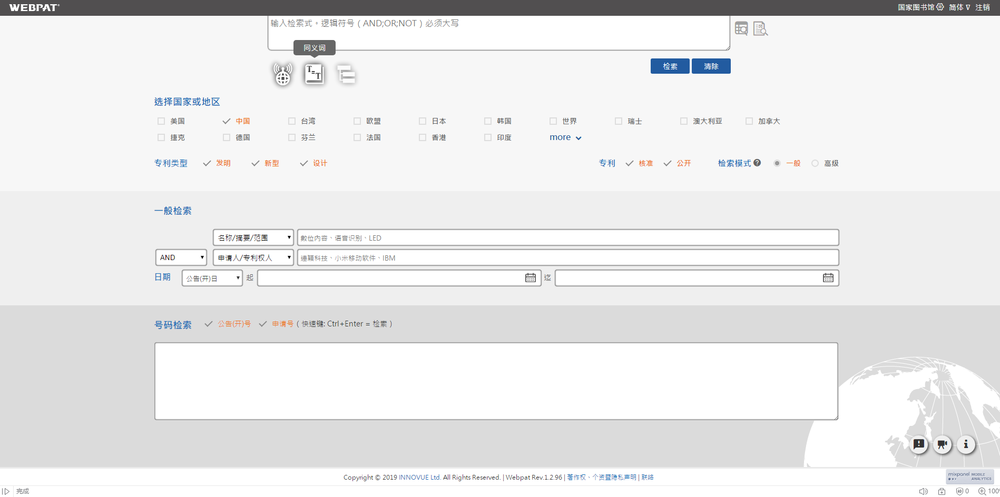 WEBPAT®
国家图书馆 简体 ∇ 注销
输入检索式。逻辑符号（AND;OR;NOT）必须大写
同义词
T=T
检索 清除
选择国家或地区
美国 中国 台湾 欧盟 日本 韩国 世界 瑞士 澳大利亚 加拿大
捷克 德国 芬兰 法国 香港 印度 more
专利类型 发明 新型 设计 专利 核准 公开 检索模式 ? 一般 高级
一般检索
名称/摘要/范围 數位內容、语音识别、LED
AND 申请人/专利权人 連穎科技、小米移动软件、IBM
日期 公告(开)日 起 迄
号码检索 公告(开)号 申请号（快速键: Ctrl+Enter = 检索）
Copyright © 2019 INNOVUE Ltd. All Rights Reserved. | Webpat Rev.1.2.96 | 著作权、个资暨隐私声明 | 联络
mixpanel MOBILE ANALYTICS
完成 0 100%